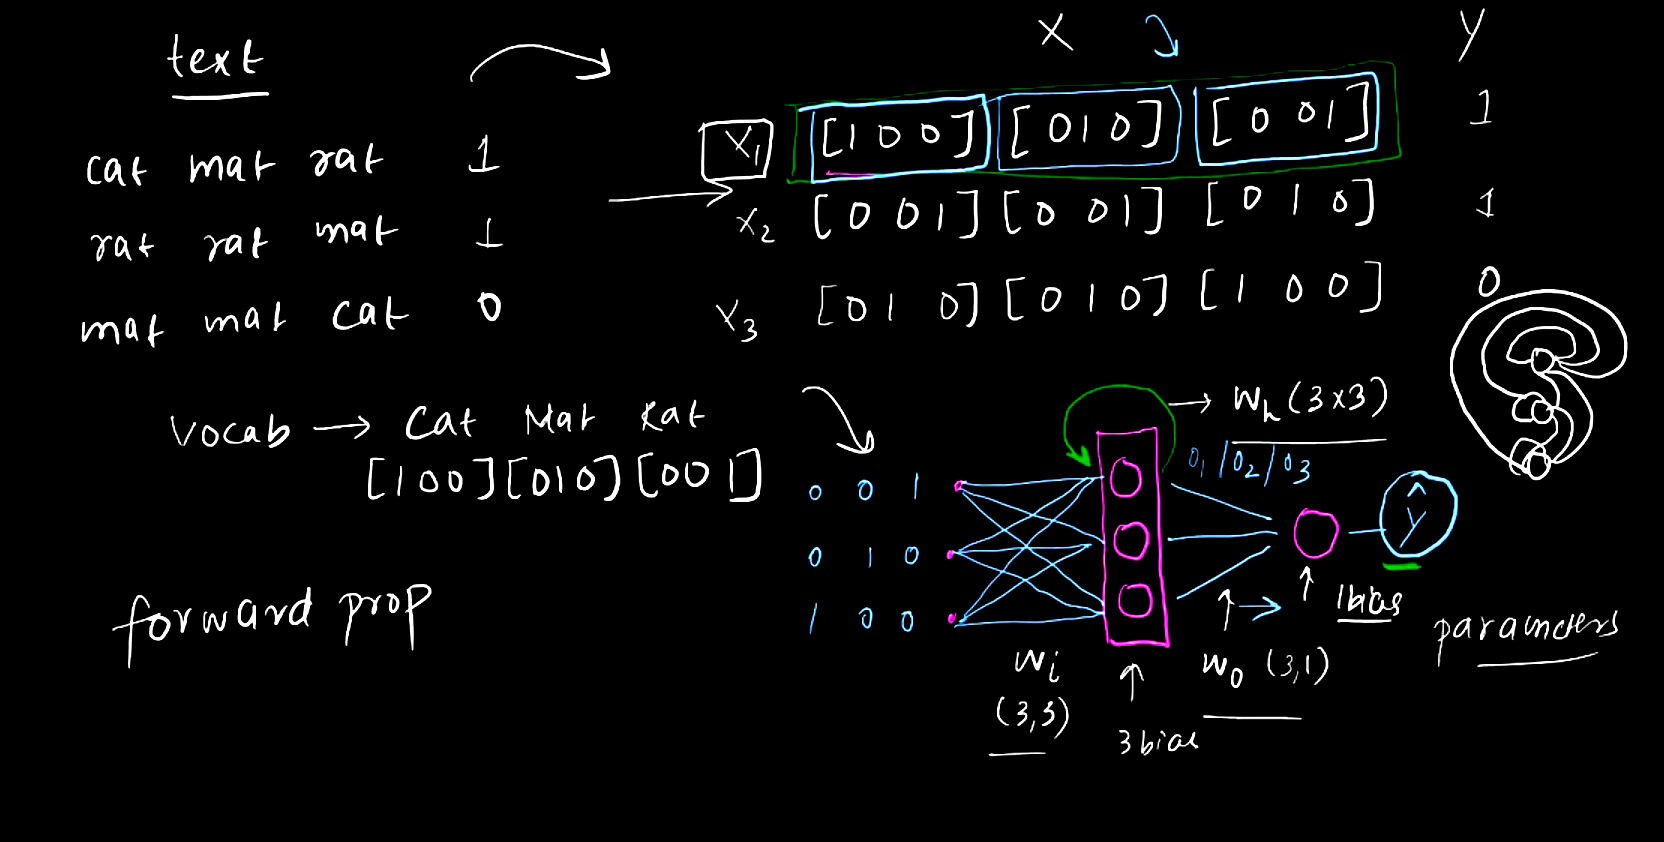 text
cat mat rat 1
rat rat mat 1
mat mat cat 0
X Y
X1 [1 0 0] [0 1 0] [0 0 1] 1
X2 [0 0 1] [0 0 1] [0 1 0] 1
X3 [0 1 0] [0 1 0] [1 0 0] 0
Vocab → Cat Mat Rat
[1 0 0] [0 1 0] [0 0 1]
→ Wh (3×3)
O1 / O2 / O3
0 0 1
0 1 0
1 0 0
ŷ
forward prop
1 bias
parameters
Wi
(3,3)
3 bias
Wo (3,1)